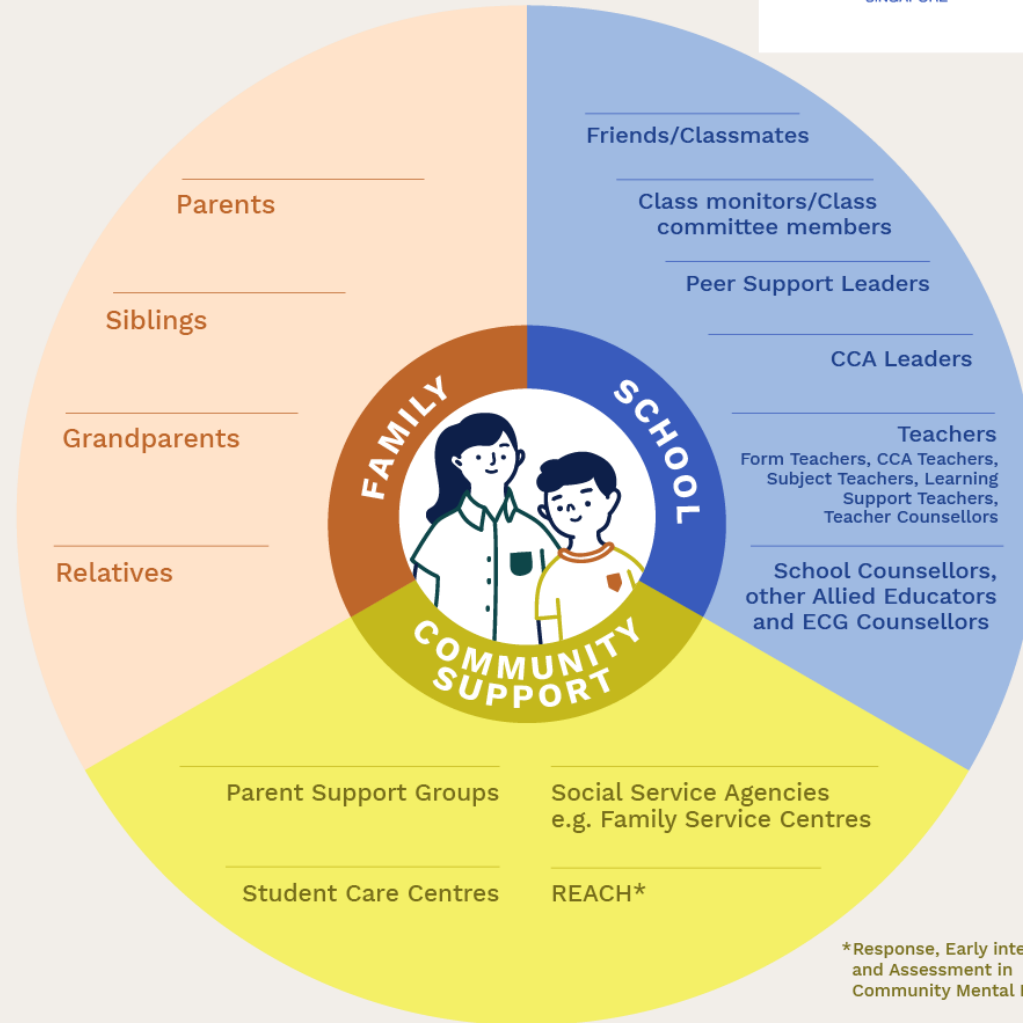 FAMILY
Parents
Siblings
Grandparents
Relatives
SCHOOL
Friends/Classmates
Class monitors/Class
committee members
Peer Support Leaders
CCA Leaders
Teachers
Form Teachers, CCA Teachers,
Subject Teachers, Learning
Support Teachers,
Teacher Counsellors
School Counsellors,
other Allied Educators
and ECG Counsellors
COMMUNITY
SUPPORT
Parent Support Groups
Student Care Centres
Social Service Agencies
e.g. Family Service Centres
REACH*
*Response, Early
and Assessment in
Community Mental